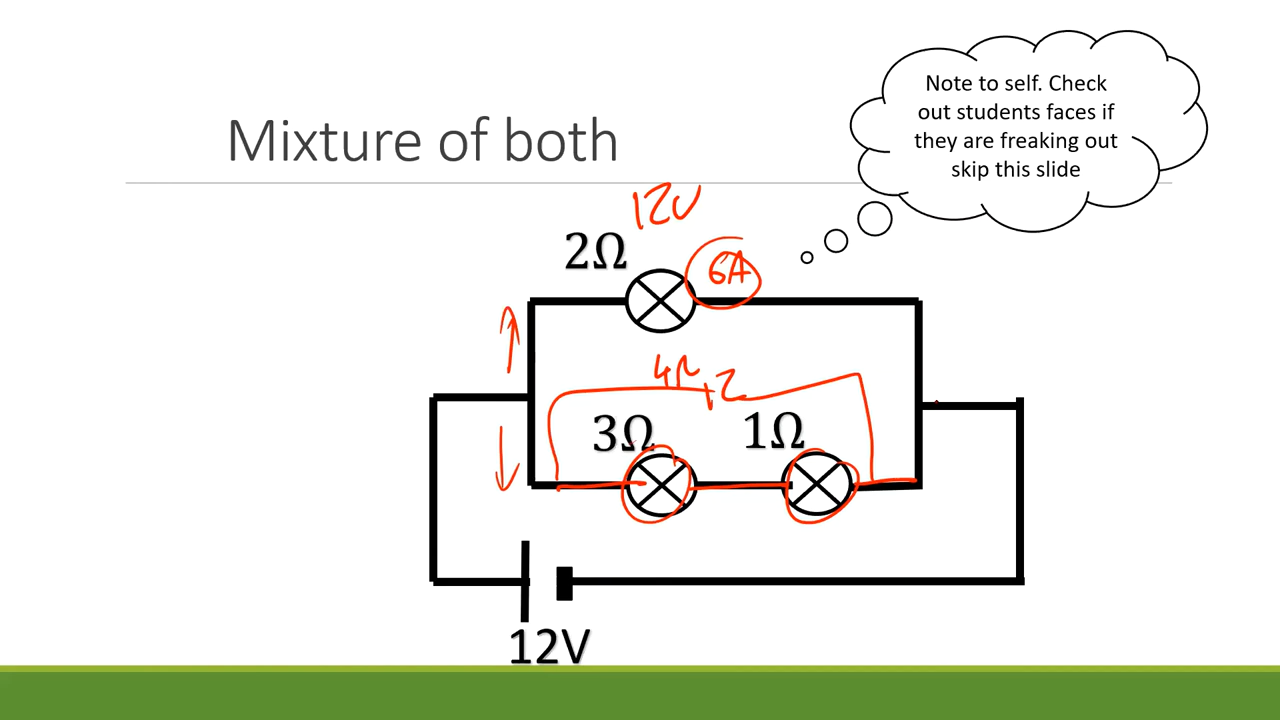 Note to self. Check
out students faces if
they are freaking out
skip this slide
Mixture of both
12V
2Ω
6A
3Ω
1Ω
12V